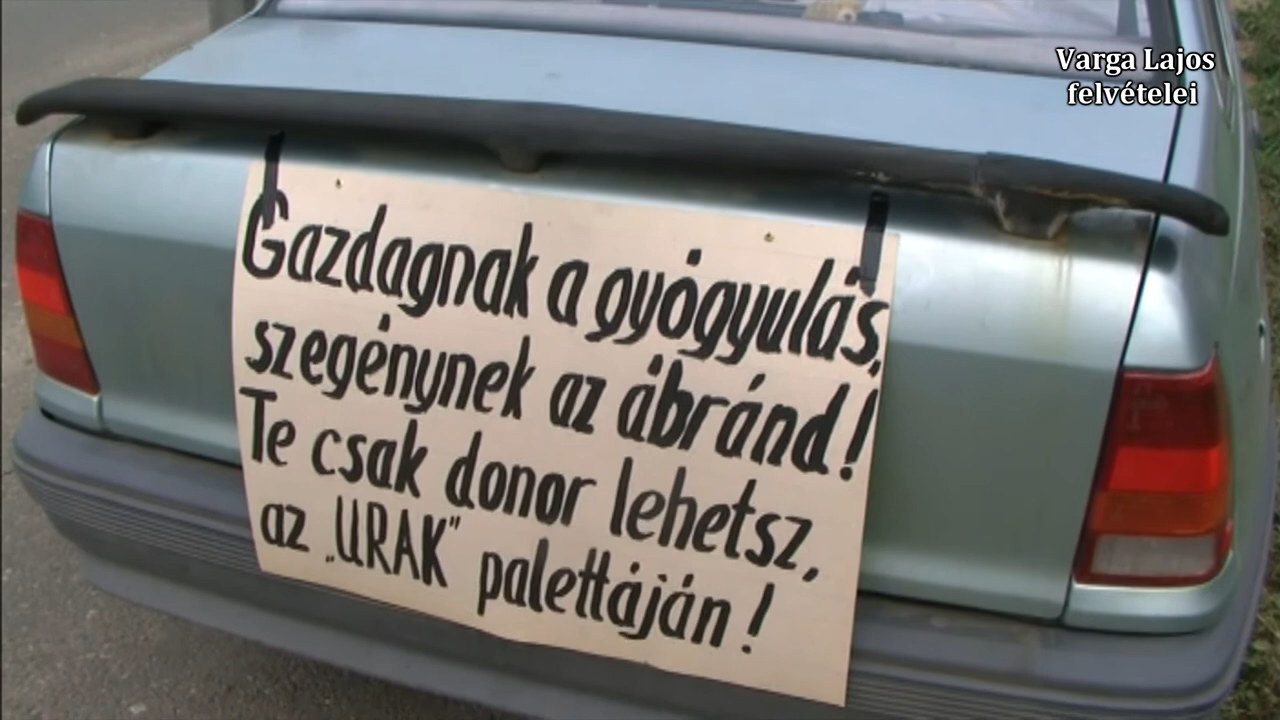 Varga Lajos
felvételei
Gazdagnak a gyógyulás,
szegénynek az ábránd!
Te csak donor lehetsz,
az „URAK” palettáján!